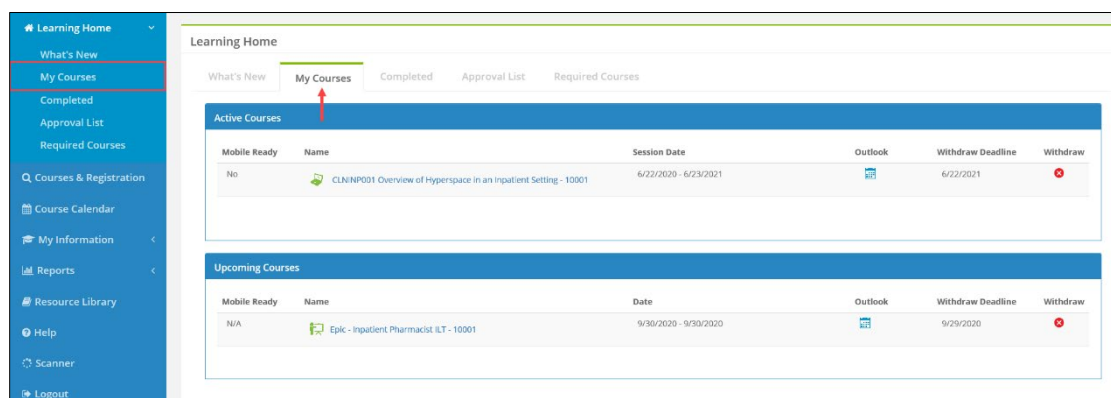 Learning Home
What's New
My Courses
Completed
Approval List
Required Courses
Courses & Registration
Course Calendar
My Information
Reports
Resource Library
Help
Scanner
Logout
Learning Home
What's New My Courses Completed Approval List Required Courses
Active Courses
Mobile Ready Name Session Date Outlook Withdraw Deadline Withdraw
No CLNINP001 Overview of Hyperspace in an Inpatient Setting - 10001 6/22/2020 - 6/23/2021 6/22/2021
Upcoming Courses
Mobile Ready Name Date Outlook Withdraw Deadline Withdraw
N/A Epic - Inpatient Pharmacist ILT - 10001 9/30/2020 - 9/30/2020 9/29/2020